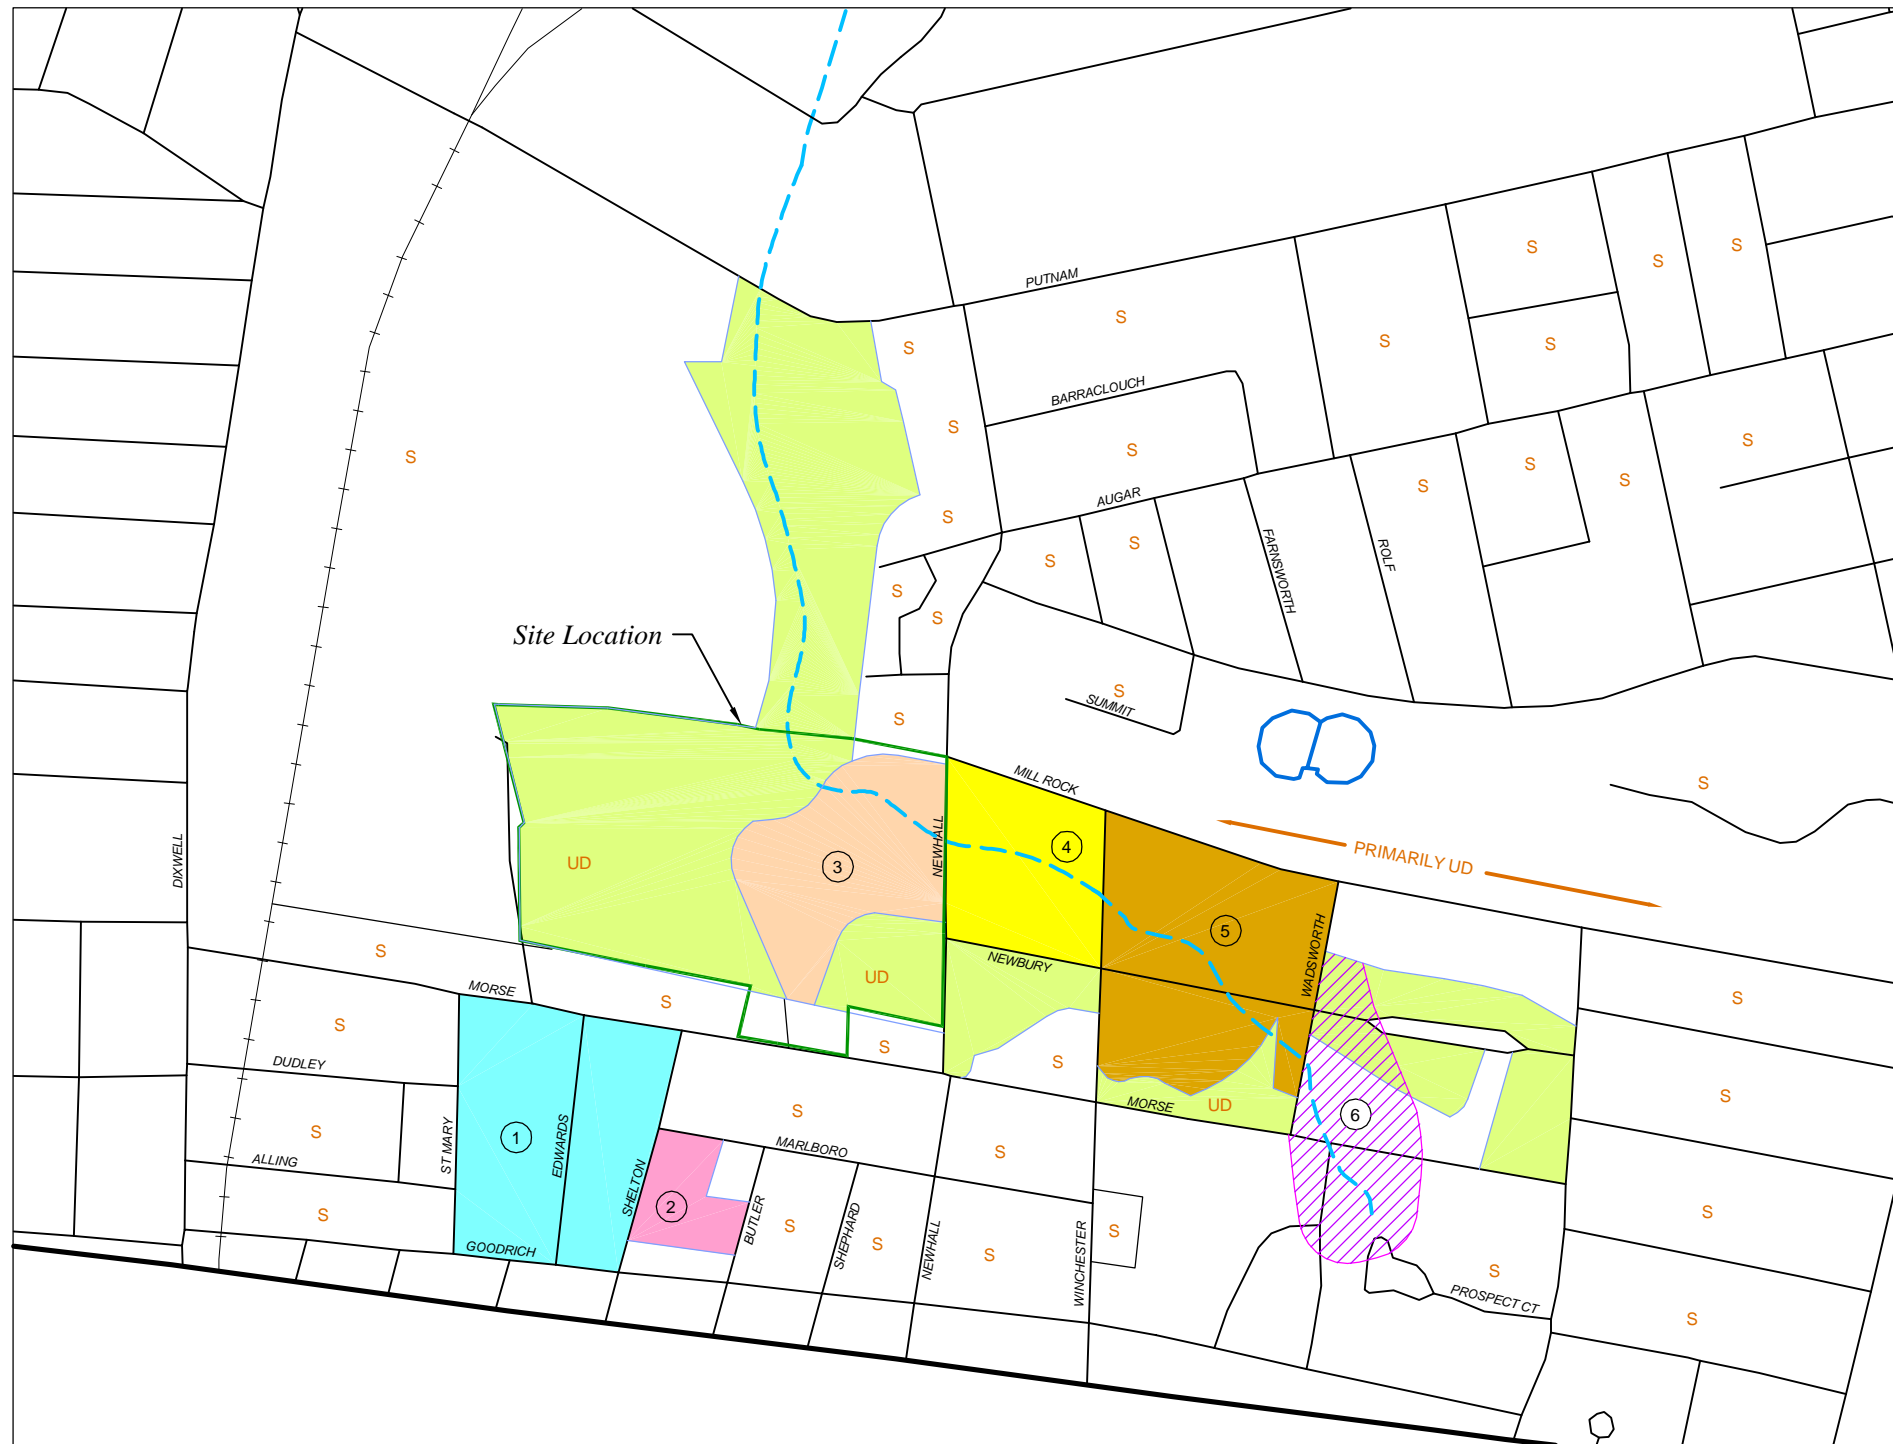 S
S
S
PUTNAM
S
S
S
S
S
BARRACLOUCH
S
S
S
S
S
S
S
AUGAR
S
S
S
S
FARNSWORTH
ROLF
S
S
Site Location
S
SUMMIT
S
MILL ROCK
S
DIXWELL
NEWHALL
4
PRIMARILY UD
UD
3
5
WADSWORTH
S
NEWBURY
UD
MORSE
S
S
S
S
S
DUDLEY
S
S
MORSE
UD
6
S
S
ST MARY
1
EDWARDS
MARLBORO
S
ALLING
SHELTON
2
BUTLER
S
SHEPHARD
S
NEWHALL
S
WINCHESTER
S
S
S
GOODRICH
S
PROSPECT CT
S